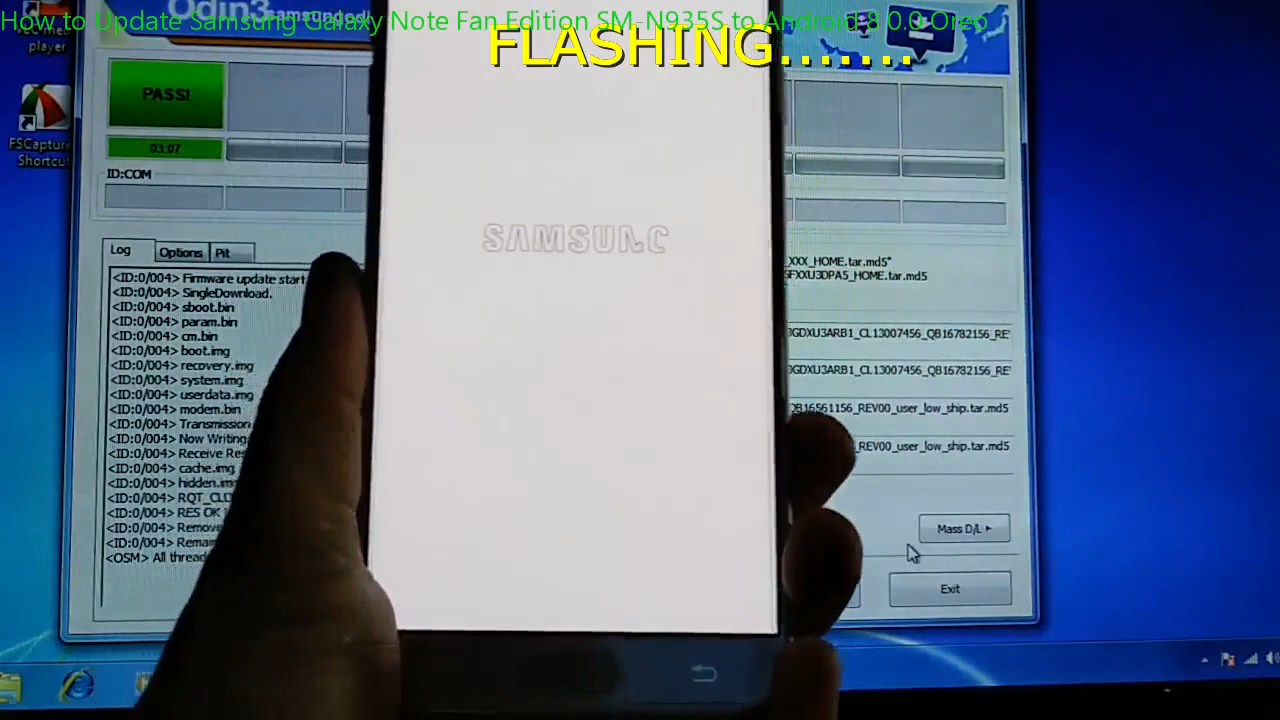 How to Update Samsung Galaxy Note Fan Edition SM-N935S to Android 8.0.0 Oreo
FLASHING.......
Odin3
player
FSCapture
Shortcut
PASS!
03:07
ID:COM
Log
Options
Pit
<ID:0/004> Firmware update start
<ID:0/004> SingleDownload.
<ID:0/004> sboot.bin
<ID:0/004> param.bin
<ID:0/004> cm.bin
<ID:0/004> boot.img
<ID:0/004> recovery.img
<ID:0/004> system.img
<ID:0/004> userdata.img
<ID:0/004> modem.bin
<ID:0/004> Transmission
<ID:0/004> Now Writing
<ID:0/004> Receive Res
<ID:0/004> cache.img
<ID:0/004> hidden.im
<ID:0/004> RQT_CL
<ID:0/004> RES OK
<ID:0/004> Remove
<ID:0/004> Remai
<OSM> All thread
SAMSUNG
_XXX_HOME.tar.md5"
FXXU3DPA5_HOME.tar.md5
GDXU3ARB1_CL13007456_QB16782156_RE
GDXU3ARB1_CL13007456_QB16782156_RE
QB16561156_REV00_user_low_ship.tar.md5
_REV00_user_low_ship.tar.md5
Mass D/L
Exit